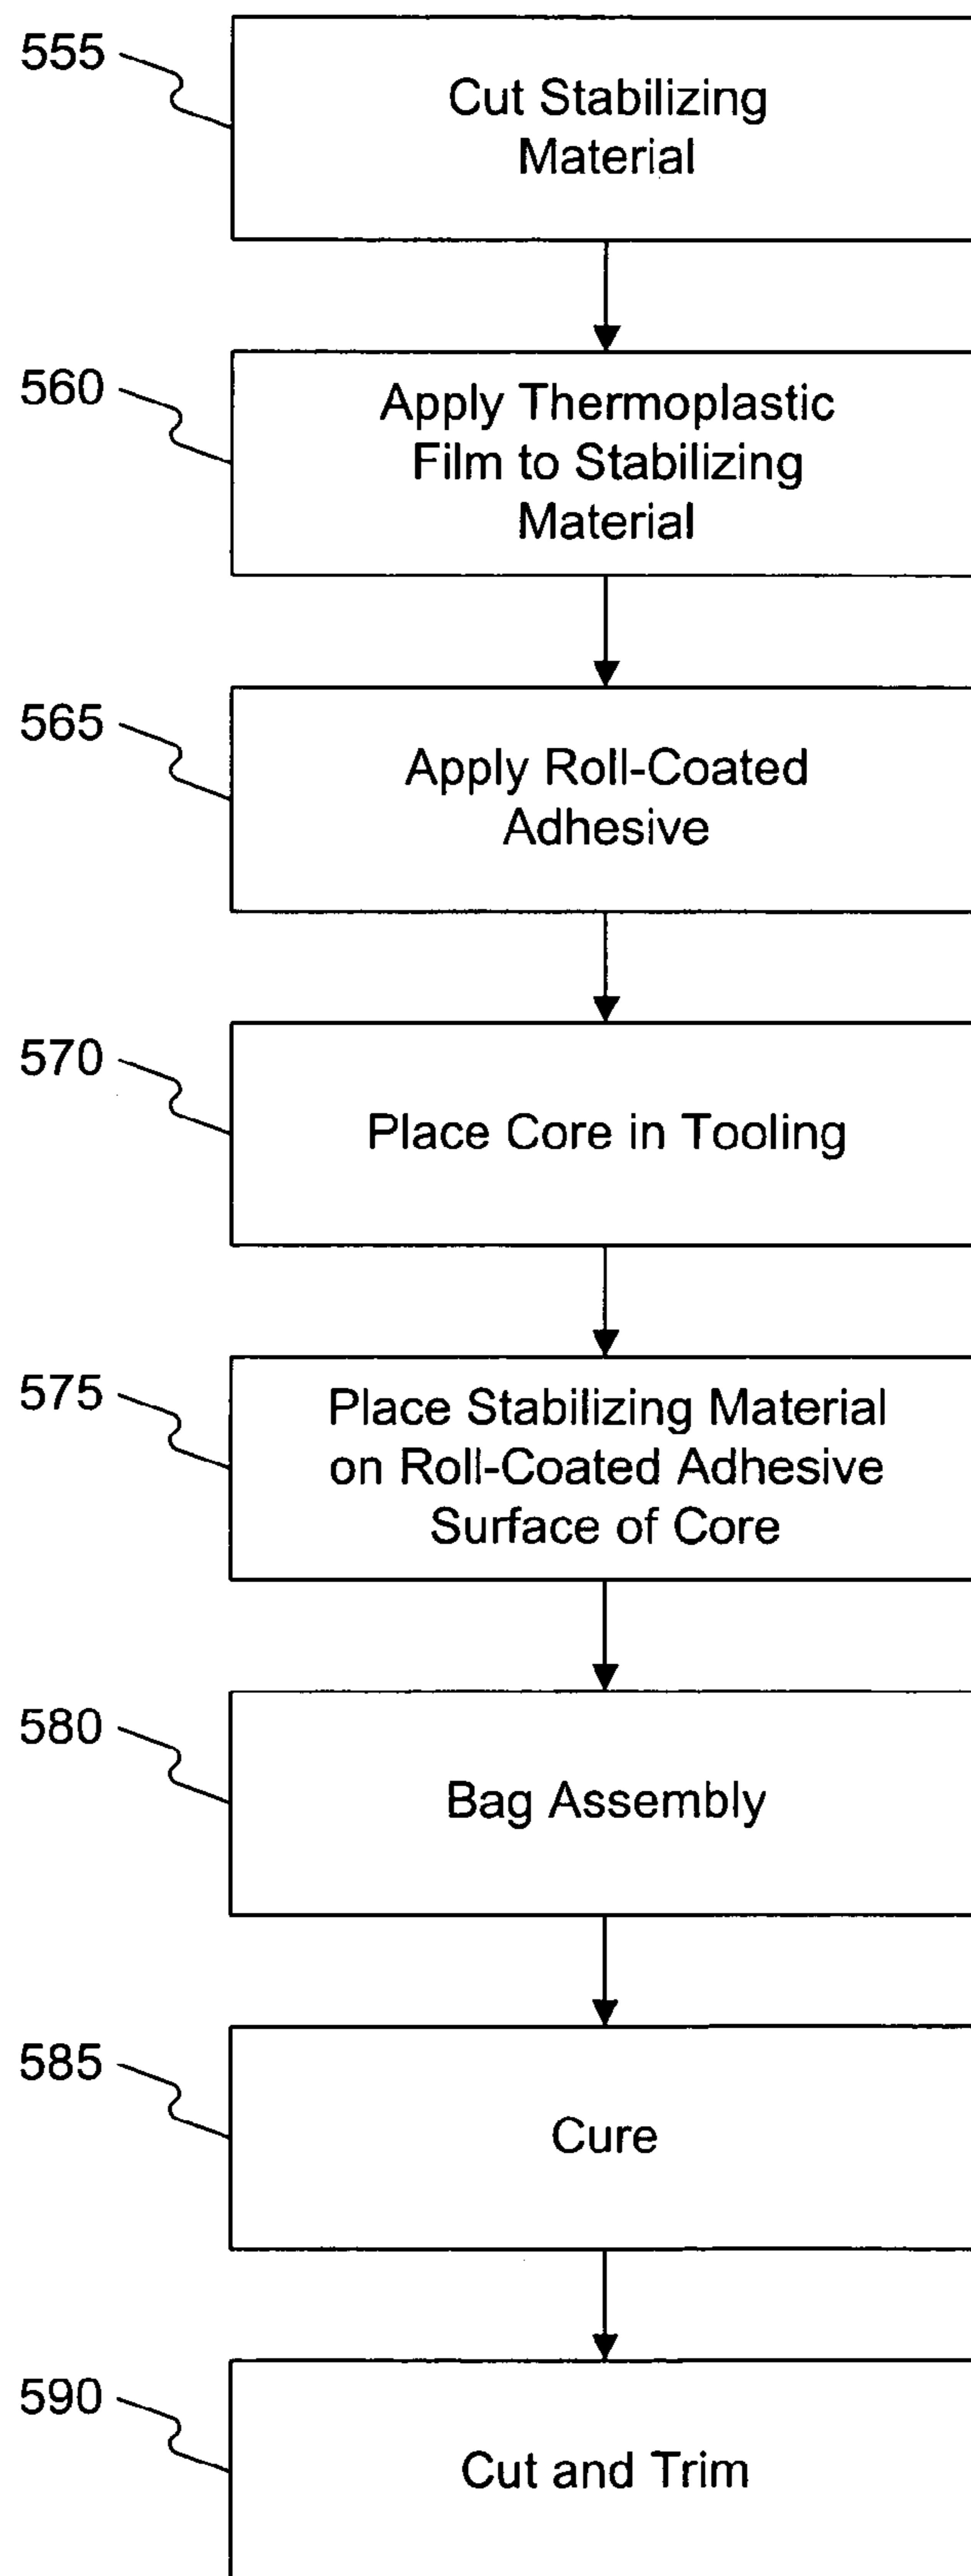 555
Cut Stabilizing
Material
560
Apply Thermoplastic
Film to Stabilizing
Material
565
Apply Roll-Coated
Adhesive
570
Place Core in Tooling
575
Place Stabilizing Material
on Roll-Coated Adhesive
Surface of Core
580
Bag Assembly
585
Cure
590
Cut and Trim